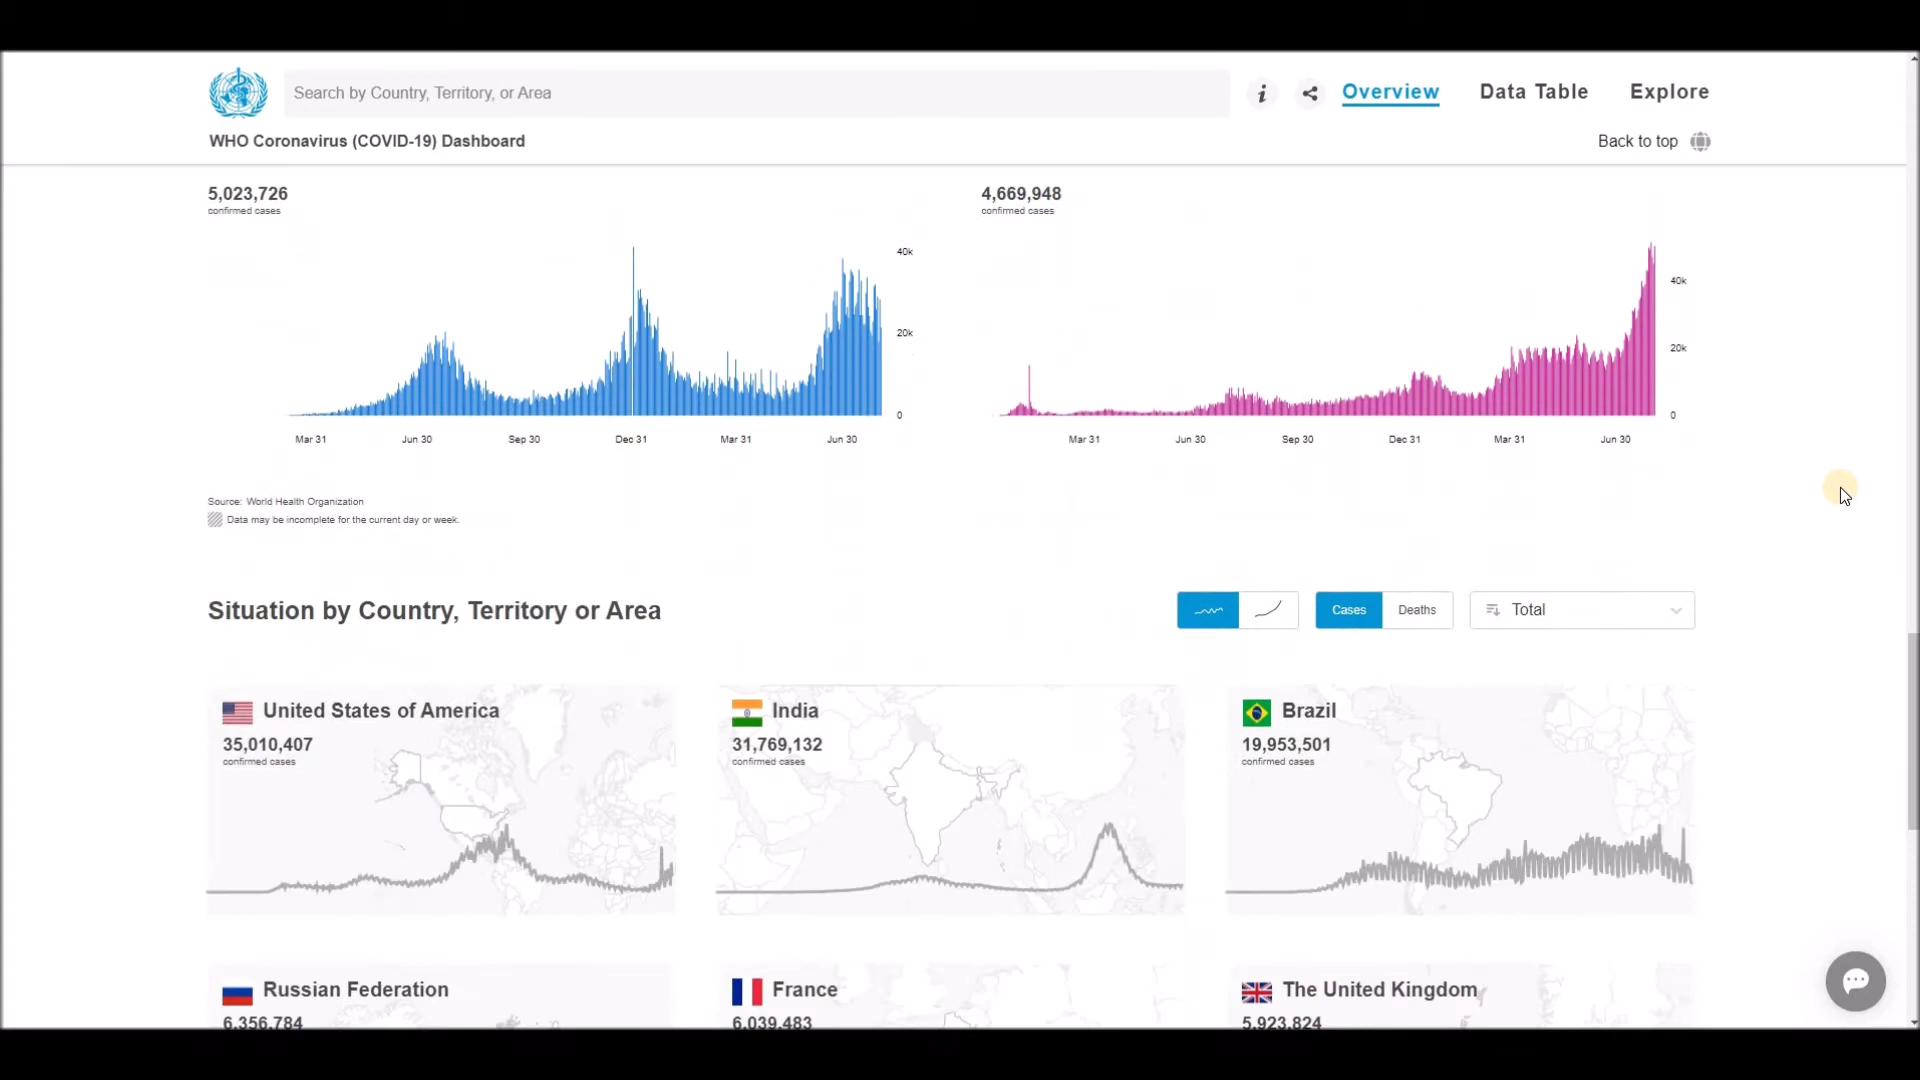 Search by Country, Territory, or Area
i
Overview
Data Table
Explore
WHO Coronavirus (COVID-19) Dashboard
Back to top
5,023,726
confirmed cases
40k
20k
0
Mar 31
Jun 30
Sep 30
Dec 31
Mar 31
Jun 30
4,669,948
confirmed cases
40k
20k
0
Mar 31
Jun 30
Sep 30
Dec 31
Mar 31
Jun 30
Source: World Health Organization
Data may be incomplete for the current day or week.
Situation by Country, Territory or Area
Cases
Deaths
Total
United States of America
35,010,407
confirmed cases
India
31,769,132
confirmed cases
Brazil
19,953,501
confirmed cases
Russian Federation
6,356,784
France
6,039,483
The United Kingdom
5,923,824